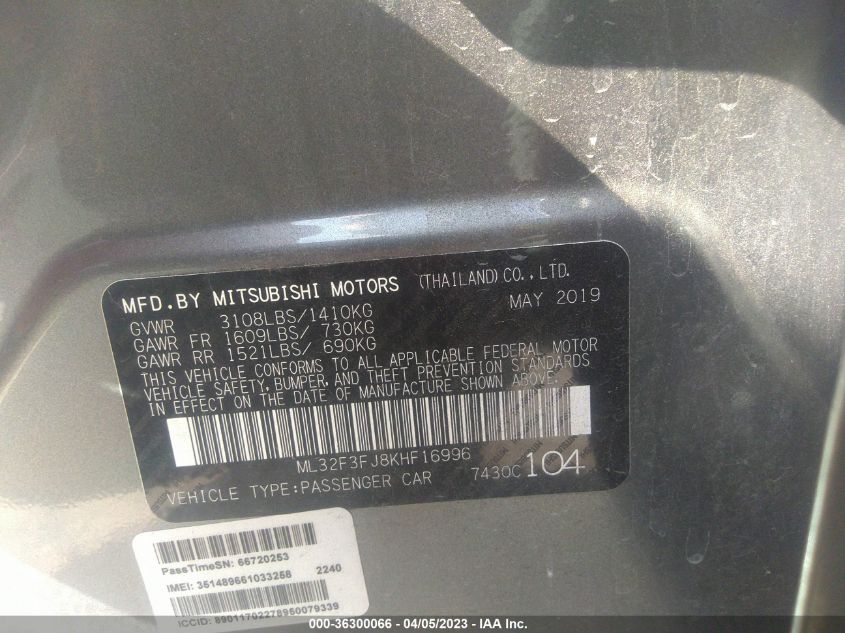 MFD.BY MITSUBISHI MOTORS (THAILAND)CO.,LTD.
GVWR 3108LBS/1410KG MAY 2019
GAWR FR 1609LBS/ 730KG
GAWR RR 1521LBS/ 690KG
THIS VEHICLE CONFORMS TO ALL APPLICABLE FEDERAL MOTOR
VEHICLE SAFETY, BUMPER, AND THEFT PREVENTION STANDARDS
IN EFFECT ON THE DATE OF MANUFACTURE SHOWN ABOVE.
ML32F3FJ8KHF16996
VEHICLE TYPE:PASSENGER CAR 7430C 104
PassTimeSN: 66720253
IMEI: 351489661033258 2240
ICCID: 89011702278950079339
000-36300066 - 04/05/2023 - IAA Inc.